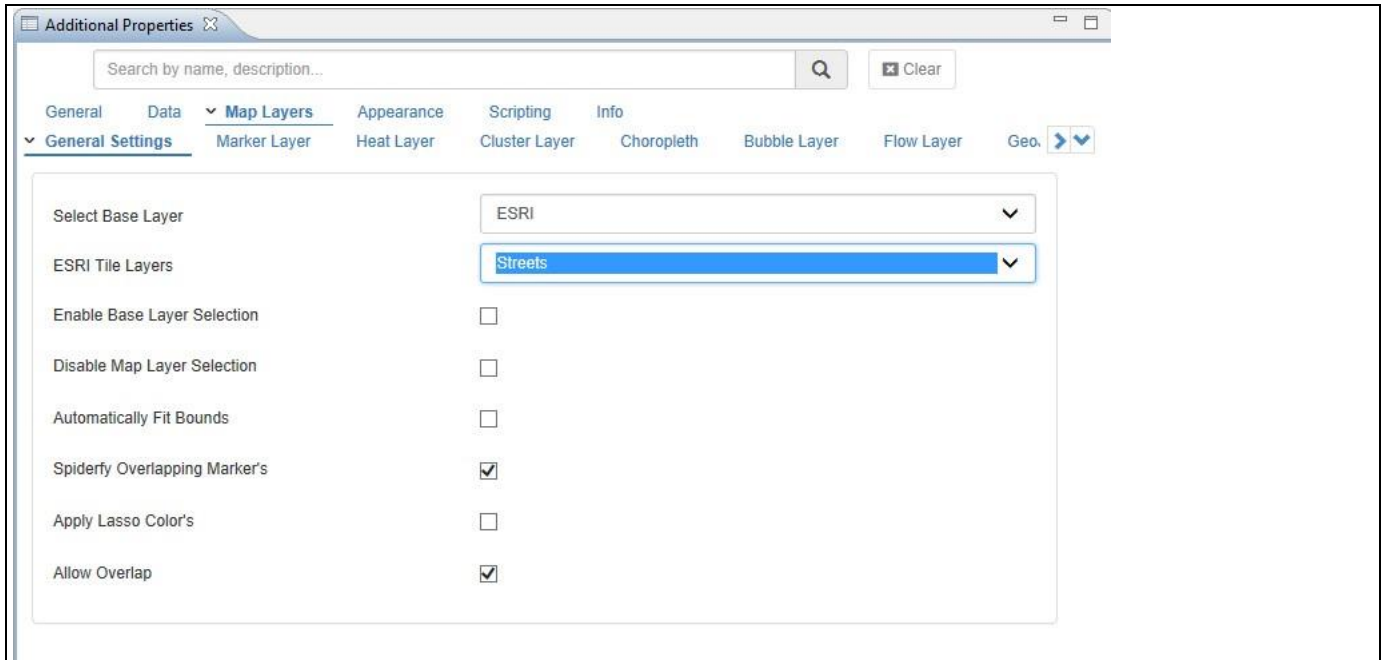 Additional Properties
Search by name, description...
Clear
General Data Map Layers Appearance Scripting Info
General Settings Marker Layer Heat Layer Cluster Layer Choropleth Bubble Layer Flow Layer Geo
Select Base Layer ESRI
ESRI Tile Layers Streets
Enable Base Layer Selection
Disable Map Layer Selection
Automatically Fit Bounds
Spiderfy Overlapping Marker's
Apply Lasso Color's
Allow Overlap